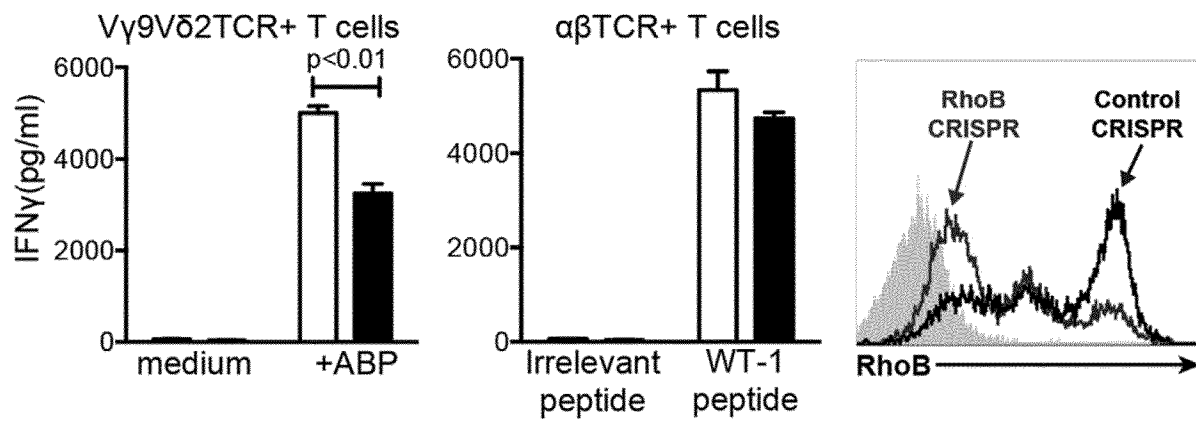 Vγ9Vδ2TCR+ T cells
p<0.01
IFNγ(pg/ml)
6000
4000
2000
0
medium
+ABP
αβTCR+ T cells
6000
4000
2000
0
Irrelevant
peptide
WT-1
peptide
RhoB
CRISPR
Control
CRISPR
RhoB